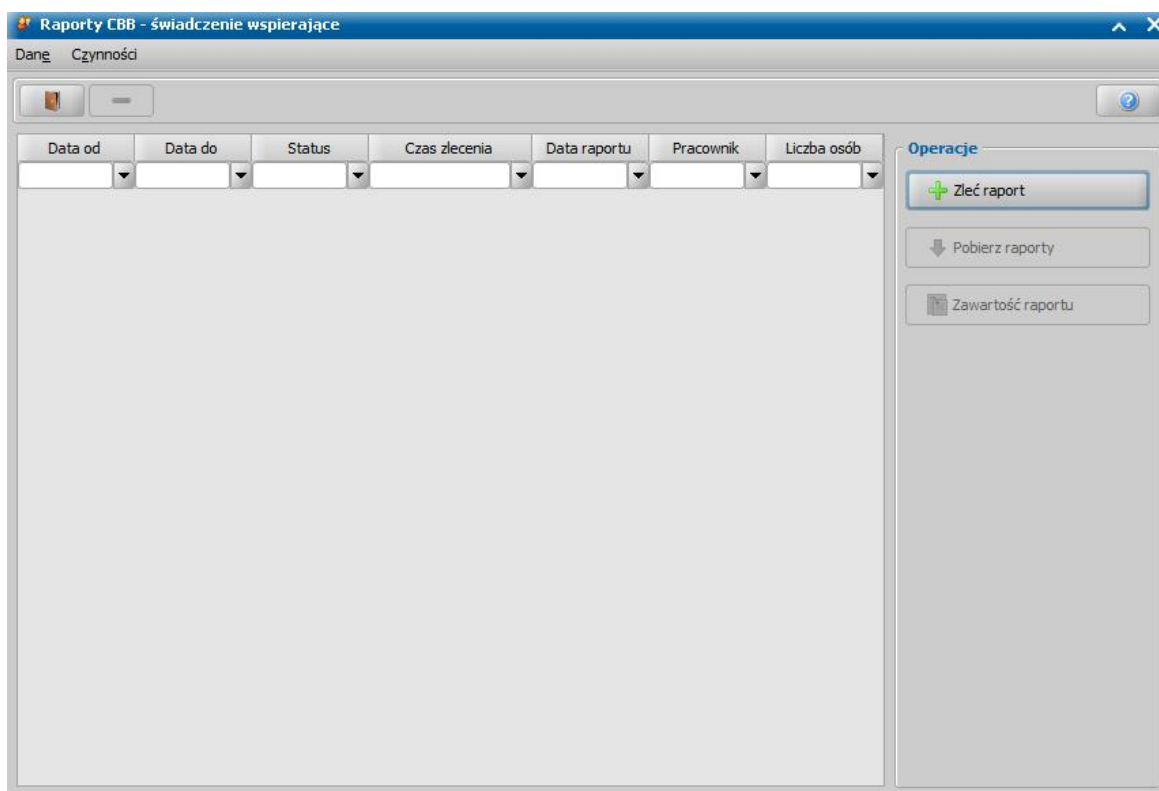 Raporty CBB - świadczenie wspierające
Dane Czynności
Data od Data do Status Czas zlecenia Data raportu Pracownik Liczba osób
Operacje
Zleć raport
Pobierz raporty
Zawartość raportu